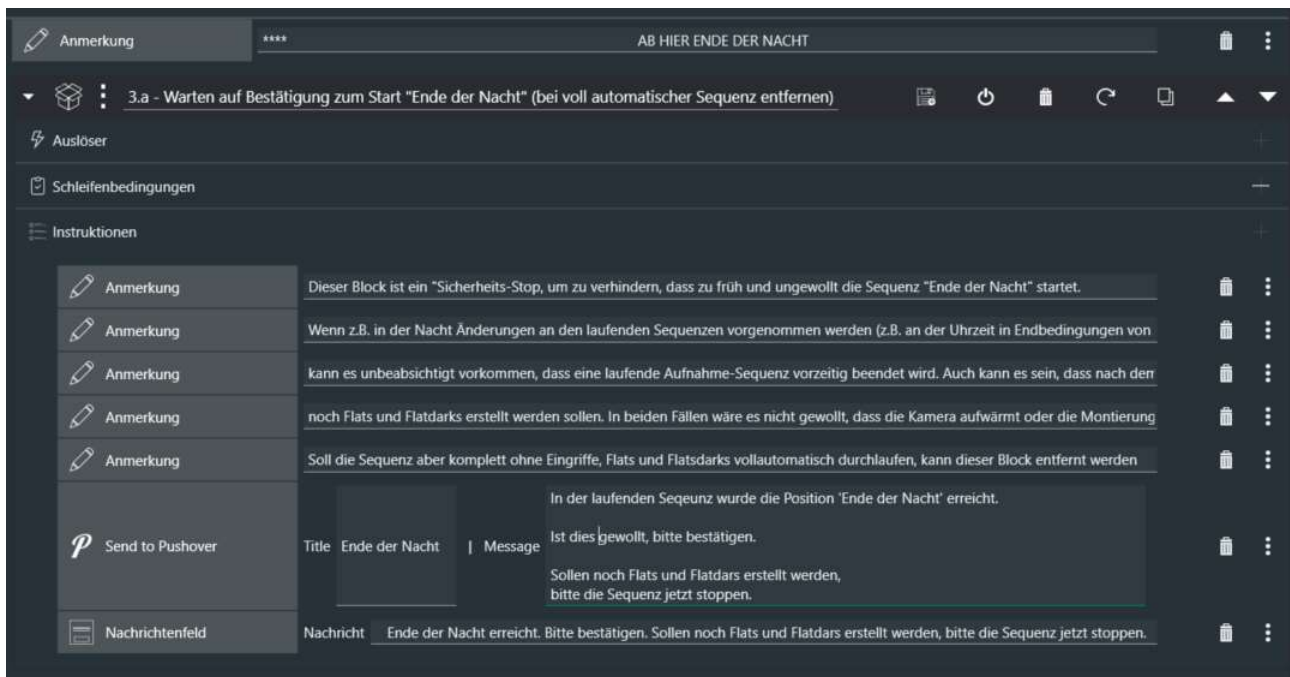 Anmerkung **** AB HIER ENDE DER NACHT
3.a - Warten auf Bestätigung zum Start "Ende der Nacht" (bei voll automatischer Sequenz entfernen)
Auslöser
Schleifenbedingungen
Instruktionen
Anmerkung Dieser Block ist ein "Sicherheits-Stop, um zu verhindern, dass zu früh und ungewollt die Sequenz "Ende der Nacht" startet.
Anmerkung Wenn z.B. in der Nacht Änderungen an den laufenden Sequenzen vorgenommen werden (z.B. an der Uhrzeit in Endbedingungen von
Anmerkung kann es unbeabsichtigt vorkommen, dass eine laufende Aufnahme-Sequenz vorzeitig beendet wird. Auch kann es sein, dass nach dem
Anmerkung noch Flats und Flatdarks erstellt werden sollen. In beiden Fällen wäre es nicht gewollt, dass die Kamera aufwärmt oder die Montierung
Anmerkung Soll die Sequenz aber komplett ohne Eingriffe, Flats und Flatsdarks vollautomatisch durchlaufen, kann dieser Block entfernt werden
Send to Pushover Title Ende der Nacht | Message In der laufenden Seqeunz wurde die Position 'Ende der Nacht' erreicht.
Ist dies gewollt, bitte bestätigen.
Sollen noch Flats und Flatdars erstellt werden,
bitte die Sequenz jetzt stoppen.
Nachrichtenfeld Nachricht Ende der Nacht erreicht. Bitte bestätigen. Sollen noch Flats und Flatdars erstellt werden, bitte die Sequenz jetzt stoppen.